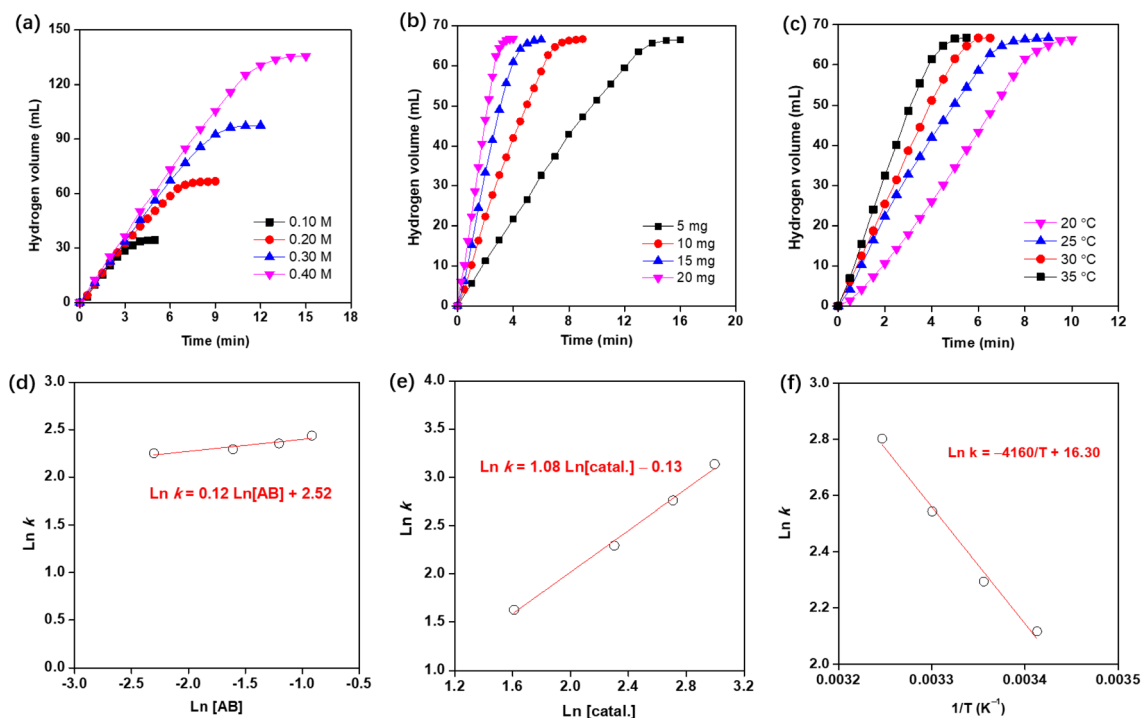 (a)
150
120
90
60
30
0
0 3 6 9 12 15 18
Hydrogen volume (mL)
Time (min)
0.10 M
0.20 M
0.30 M
0.40 M
(b)
70
60
50
40
30
20
10
0
0 4 8 12 16 20
Hydrogen volume (mL)
Time (min)
5 mg
10 mg
15 mg
20 mg
(c)
70
60
50
40
30
20
10
0
0 2 4 6 8 10 12
Hydrogen volume (mL)
Time (min)
20 °C
25 °C
30 °C
35 °C
(d)
3.0
2.5
2.0
1.5
1.0
0.5
0.0
-3.0 -2.5 -2.0 -1.5 -1.0 -0.5
Ln k
Ln [AB]
Ln k = 0.12 Ln[AB] + 2.52
(e)
4.0
3.5
3.0
2.5
2.0
1.5
1.0
1.2 1.6 2.0 2.4 2.8 3.2
Ln k
Ln [catal.]
Ln k = 1.08 Ln[catal.] – 0.13
(f)
3.0
2.8
2.6
2.4
2.2
2.0
0.0032 0.0033 0.0034 0.0035
Ln k
1/T (K⁻¹)
Ln k = –4160/T + 16.30